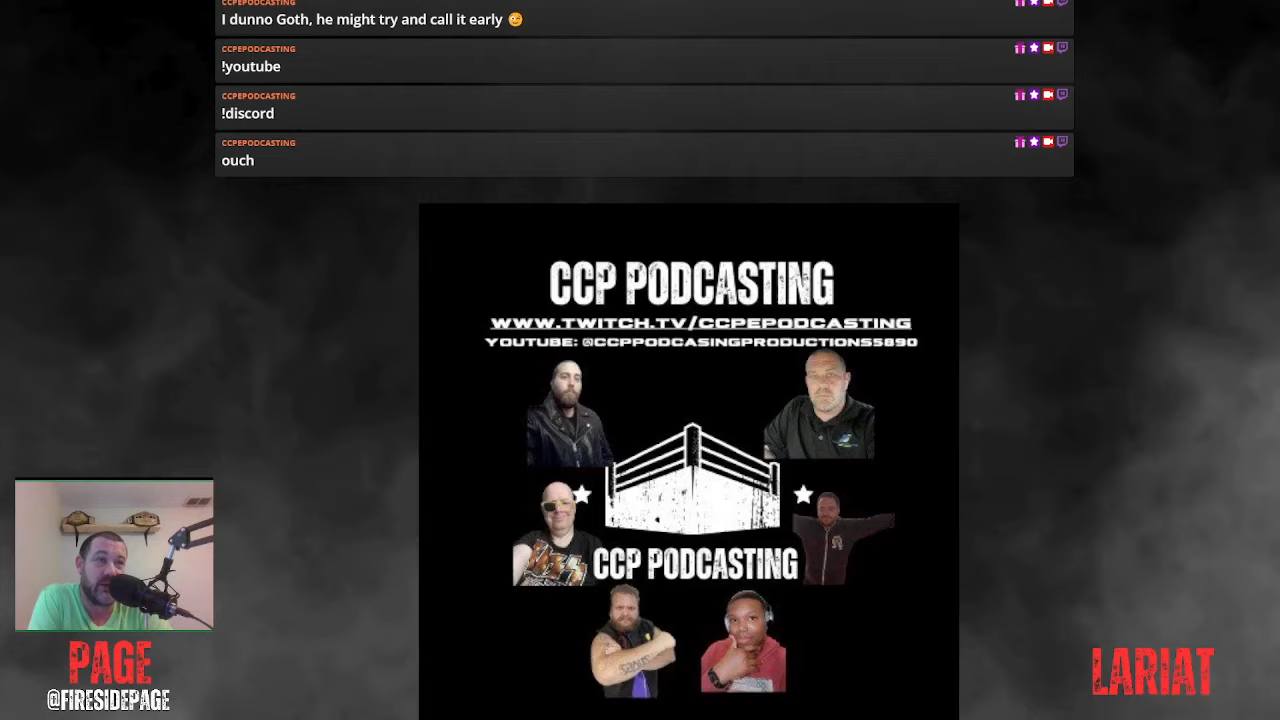 CCPEPODCASTING
I dunno Goth, he might try and call it early
CCPEPODCASTING
!youtube
CCPEPODCASTING
!discord
CCPEPODCASTING
ouch
CCP PODCASTING
WWW.TWITCH.TV/CCPEPODCASTING
YOUTUBE: @CCPPODCASINGPRODUCTIONS5890
CCP PODCASTING
PAGE
@FIRESIDEPAGE
LARIAT